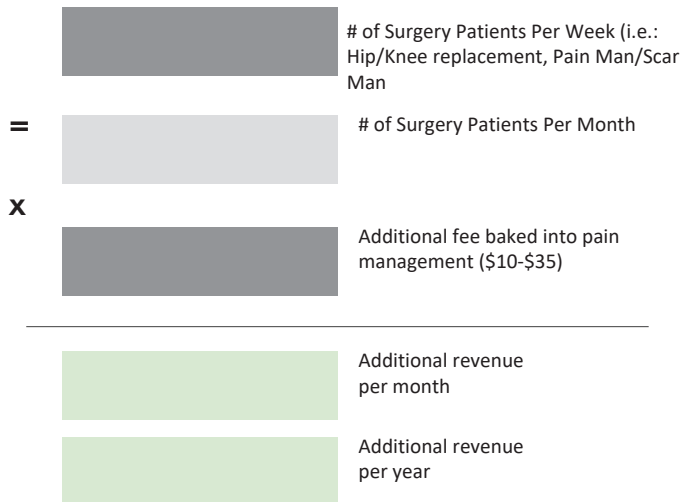 # of Surgery Patients Per Week (i.e.:
Hip/Knee replacement, Pain Man/Scar
Man
=
# of Surgery Patients Per Month
x
Additional fee baked into pain
management ($10-$35)
Additional revenue
per month
Additional revenue
per year